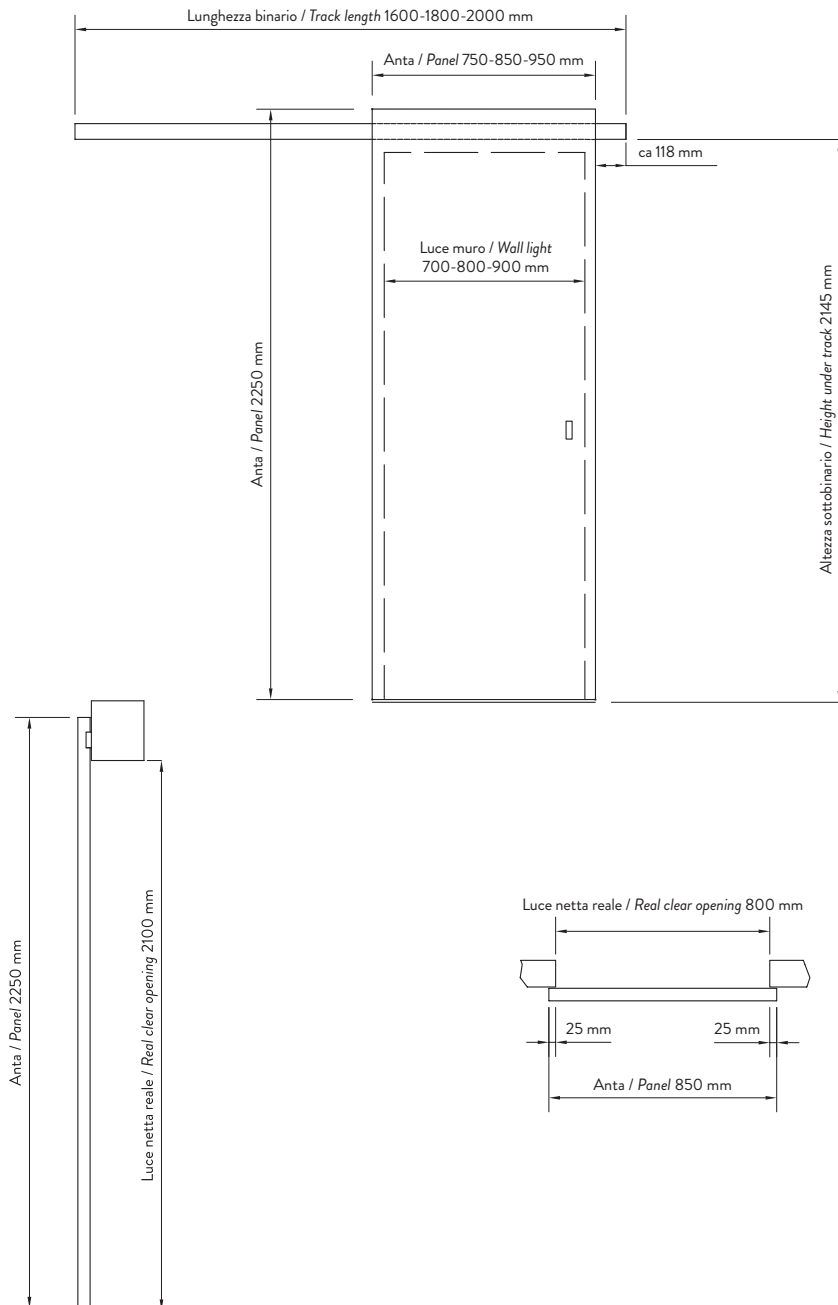 Lunghezza binario / Track length 1600-1800-2000 mm
Anta / Panel 750-850-950 mm
ca 118 mm
Luce muro / Wall light
700-800-900 mm
Anta / Panel 2250 mm
Altezza sottobinario / Height under track 2145 mm
Anta / Panel 2250 mm
Luce netta reale / Real clear opening 2100 mm
Luce netta reale / Real clear opening 800 mm
25 mm
25 mm
Anta / Panel 850 mm